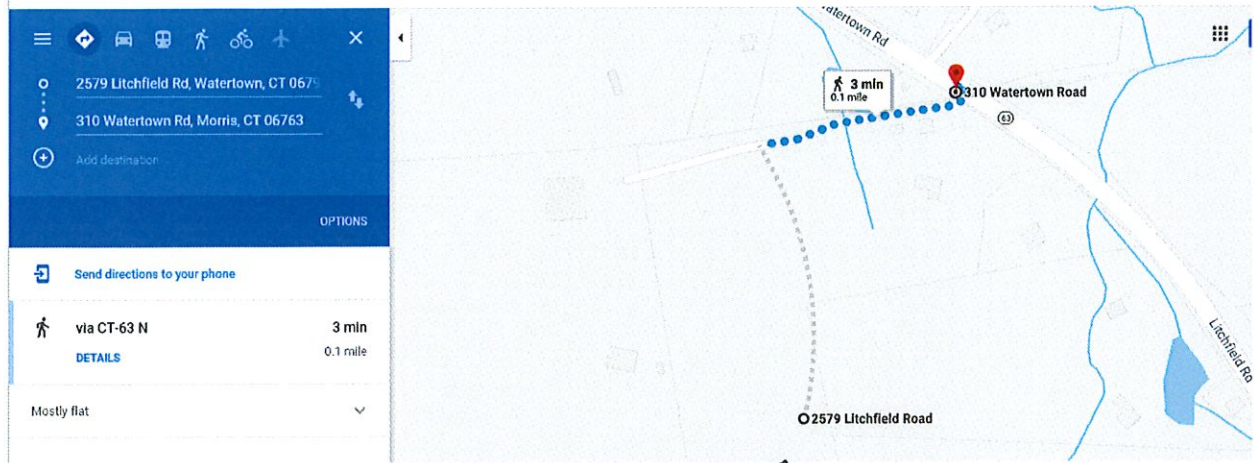 2579 Litchfield Rd, Watertown, CT 0679
310 Watertown Rd, Morris, CT 06763
Add destination
OPTIONS
Send directions to your phone
via CT-63 N
3 min
DETAILS
0.1 mile
Mostly flat
Watertown Rd
3 min
0.1 mile
310 Watertown Road
63
Litchfield Rd
2579 Litchfield Road